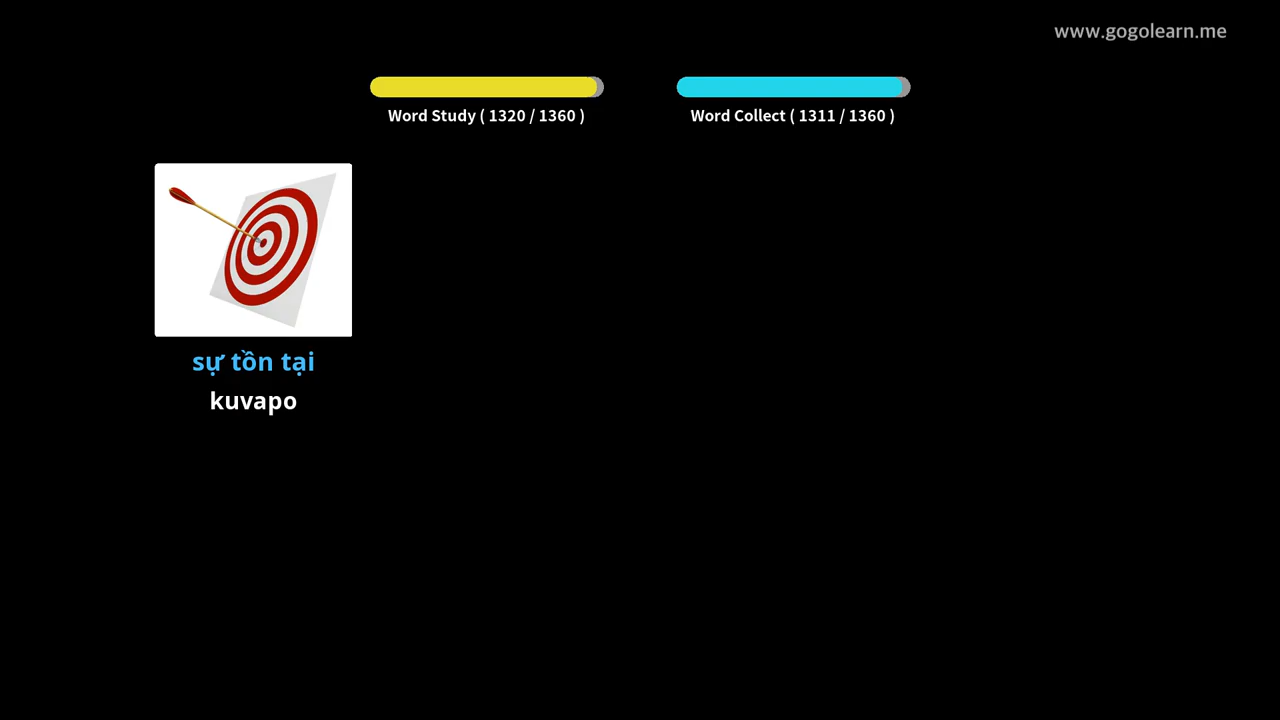 www.gogolearn.me
Word Study ( 1320 / 1360 )
Word Collect ( 1311 / 1360 )
sự tồn tại
kuvapo